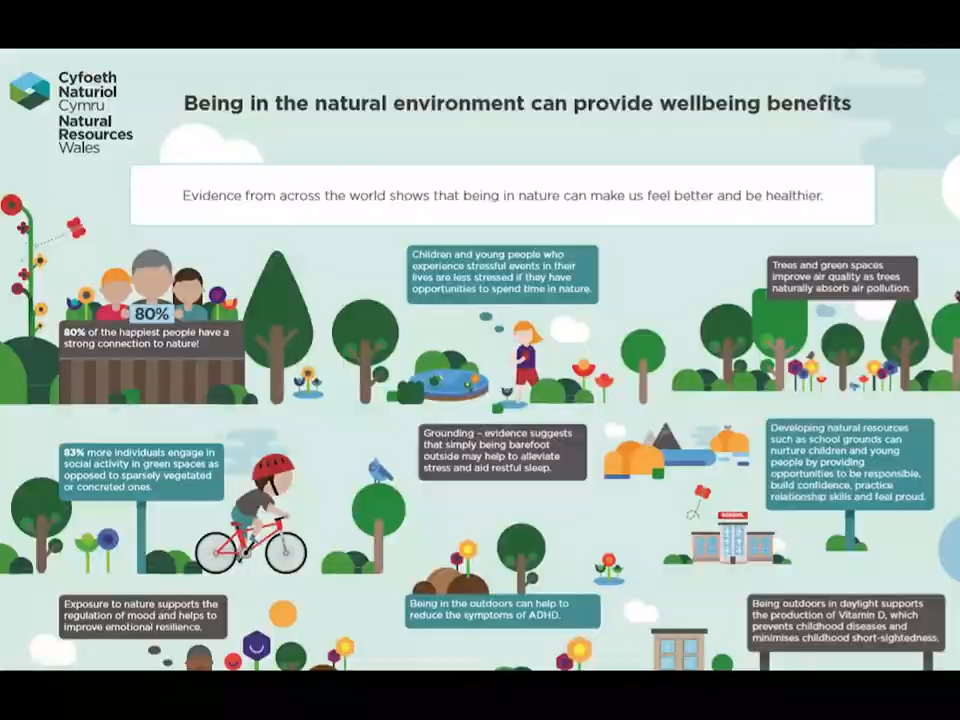 Cyfoeth
Naturiol
Cymru
Natural
Resources
Wales
Being in the natural environment can provide wellbeing benefits
Evidence from across the world shows that being in nature can make us feel better and be healthier.
80%
80% of the happiest people have a
strong connection to nature!
Children and young people who
experience stressful events in their
lives are less stressed if they have
opportunities to spend time in nature.
Trees and green spaces
improve air quality as trees
naturally absorb air pollution.
83% more individuals engage in
social activity in green spaces as
opposed to sparsely vegetated
or concreted ones.
Grounding – evidence suggests
that simply being barefoot
outside may help to alleviate
stress and aid restful sleep.
Developing natural resources
such as school grounds can
nurture children and young
people by providing
opportunities to be responsible,
build confidence, practice
relationship skills and feel proud.
SCHOOL
Exposure to nature supports the
regulation of mood and helps to
improve emotional resilience.
Being in the outdoors can help to
reduce the symptoms of ADHD.
Being outdoors in daylight supports
the production of Vitamin D, which
prevents childhood diseases and
minimises childhood short-sightedness.